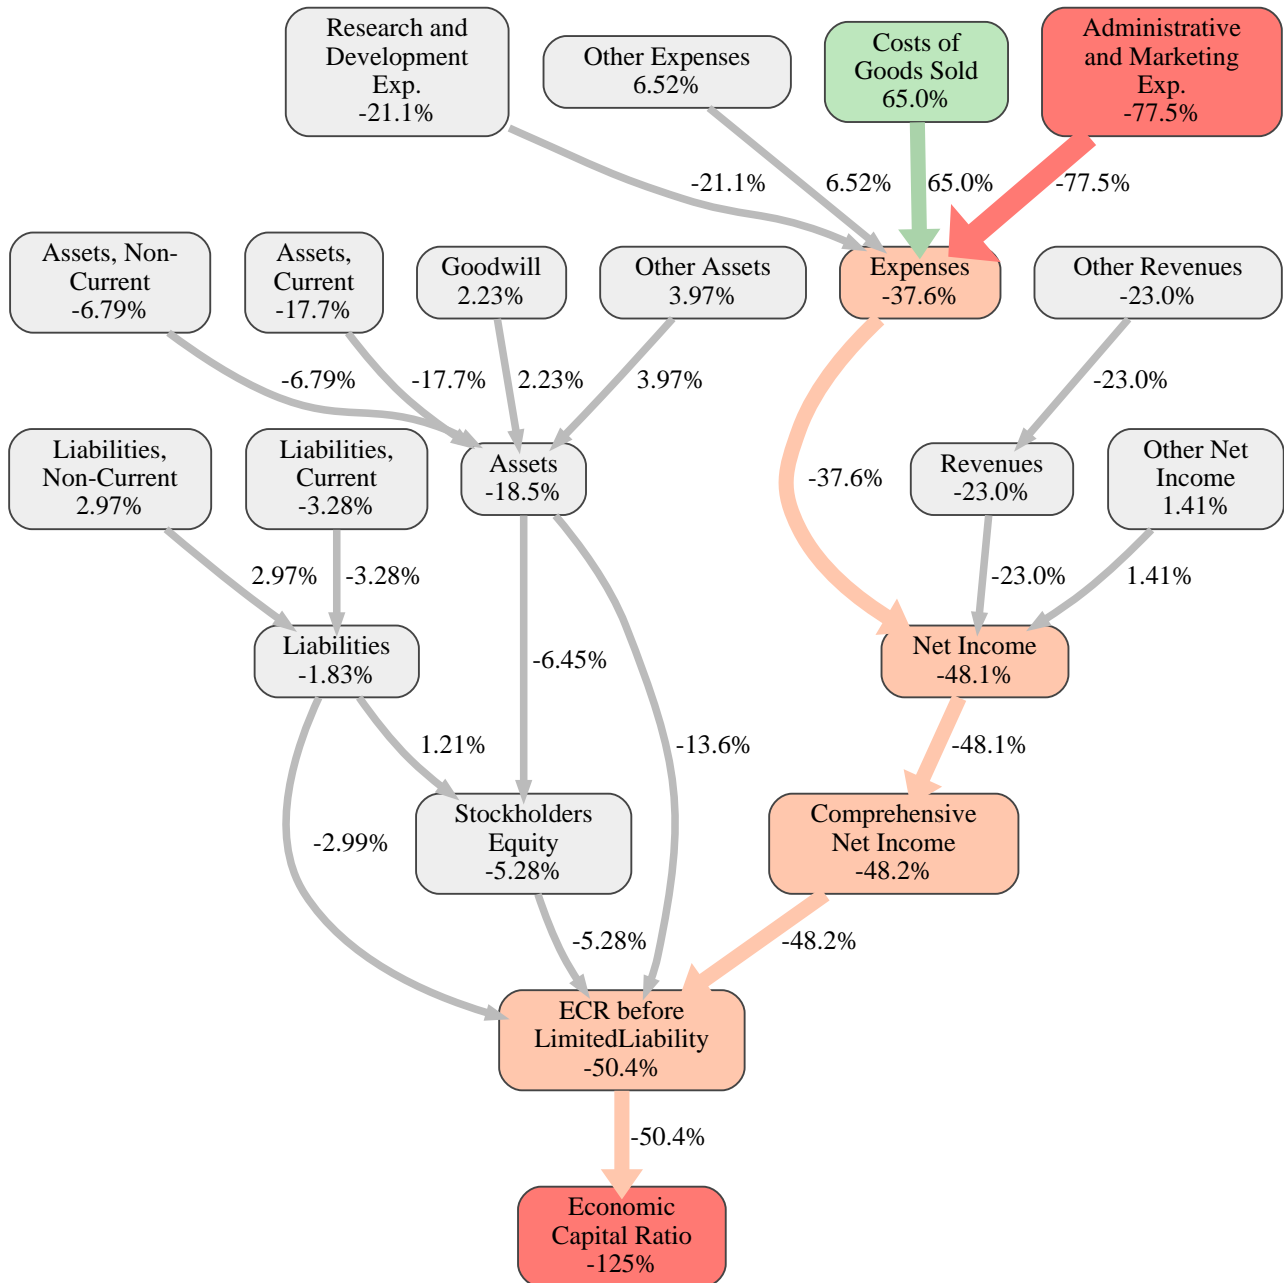 Research and
Development
Exp.
-21.1%
Other Expenses
6.52%
Costs of
Goods Sold
65.0%
Administrative
and Marketing
Exp.
-77.5%
-21.1%
6.52%
65.0%
-77.5%
Assets, Non-
Current
-6.79%
Assets,
Current
-17.7%
Goodwill
2.23%
Other Assets
3.97%
Expenses
-37.6%
Other Revenues
-23.0%
-6.79%
-17.7%
2.23%
3.97%
-23.0%
Liabilities,
Non-Current
2.97%
Liabilities,
Current
-3.28%
Assets
-18.5%
-37.6%
Revenues
-23.0%
Other Net
Income
1.41%
2.97%
-3.28%
-23.0%
1.41%
Liabilities
-1.83%
-6.45%
Net Income
-48.1%
1.21%
-13.6%
-48.1%
-2.99%
Stockholders
Equity
-5.28%
Comprehensive
Net Income
-48.2%
-5.28%
-48.2%
ECR before
LimitedLiability
-50.4%
-50.4%
Economic
Capital Ratio
-125%